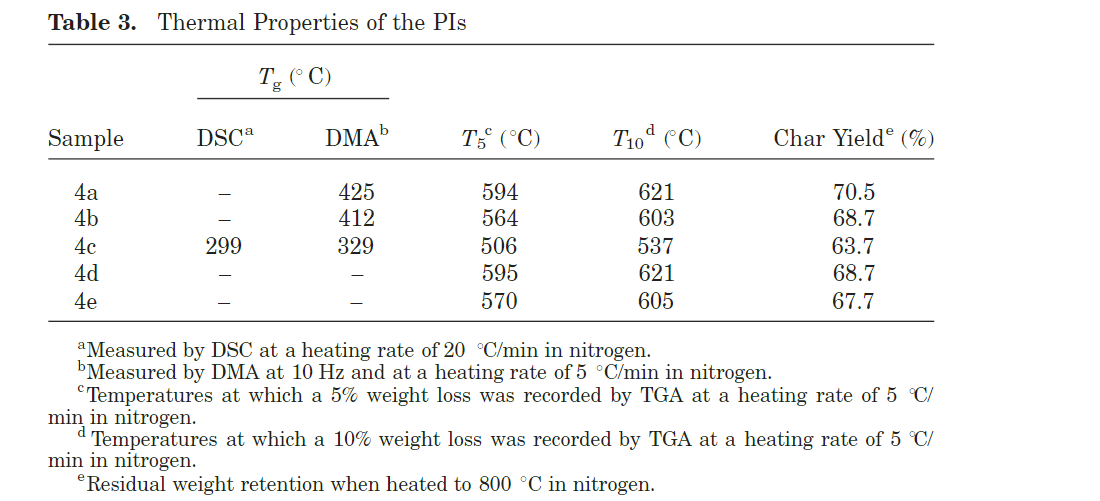 Table 3. Thermal Properties of the PIs
Tg (° C)
Sample DSCa DMAb T5c (°C) T10d (°C) Char Yielde (%)
4a – 425 594 621 70.5
4b – 412 564 603 68.7
4c 299 329 506 537 63.7
4d – – 595 621 68.7
4e – – 570 605 67.7
aMeasured by DSC at a heating rate of 20 °C/min in nitrogen.
bMeasured by DMA at 10 Hz and at a heating rate of 5 °C/min in nitrogen.
cTemperatures at which a 5% weight loss was recorded by TGA at a heating rate of 5 °C/
min in nitrogen.
d Temperatures at which a 10% weight loss was recorded by TGA at a heating rate of 5 °C/
min in nitrogen.
eResidual weight retention when heated to 800 °C in nitrogen.